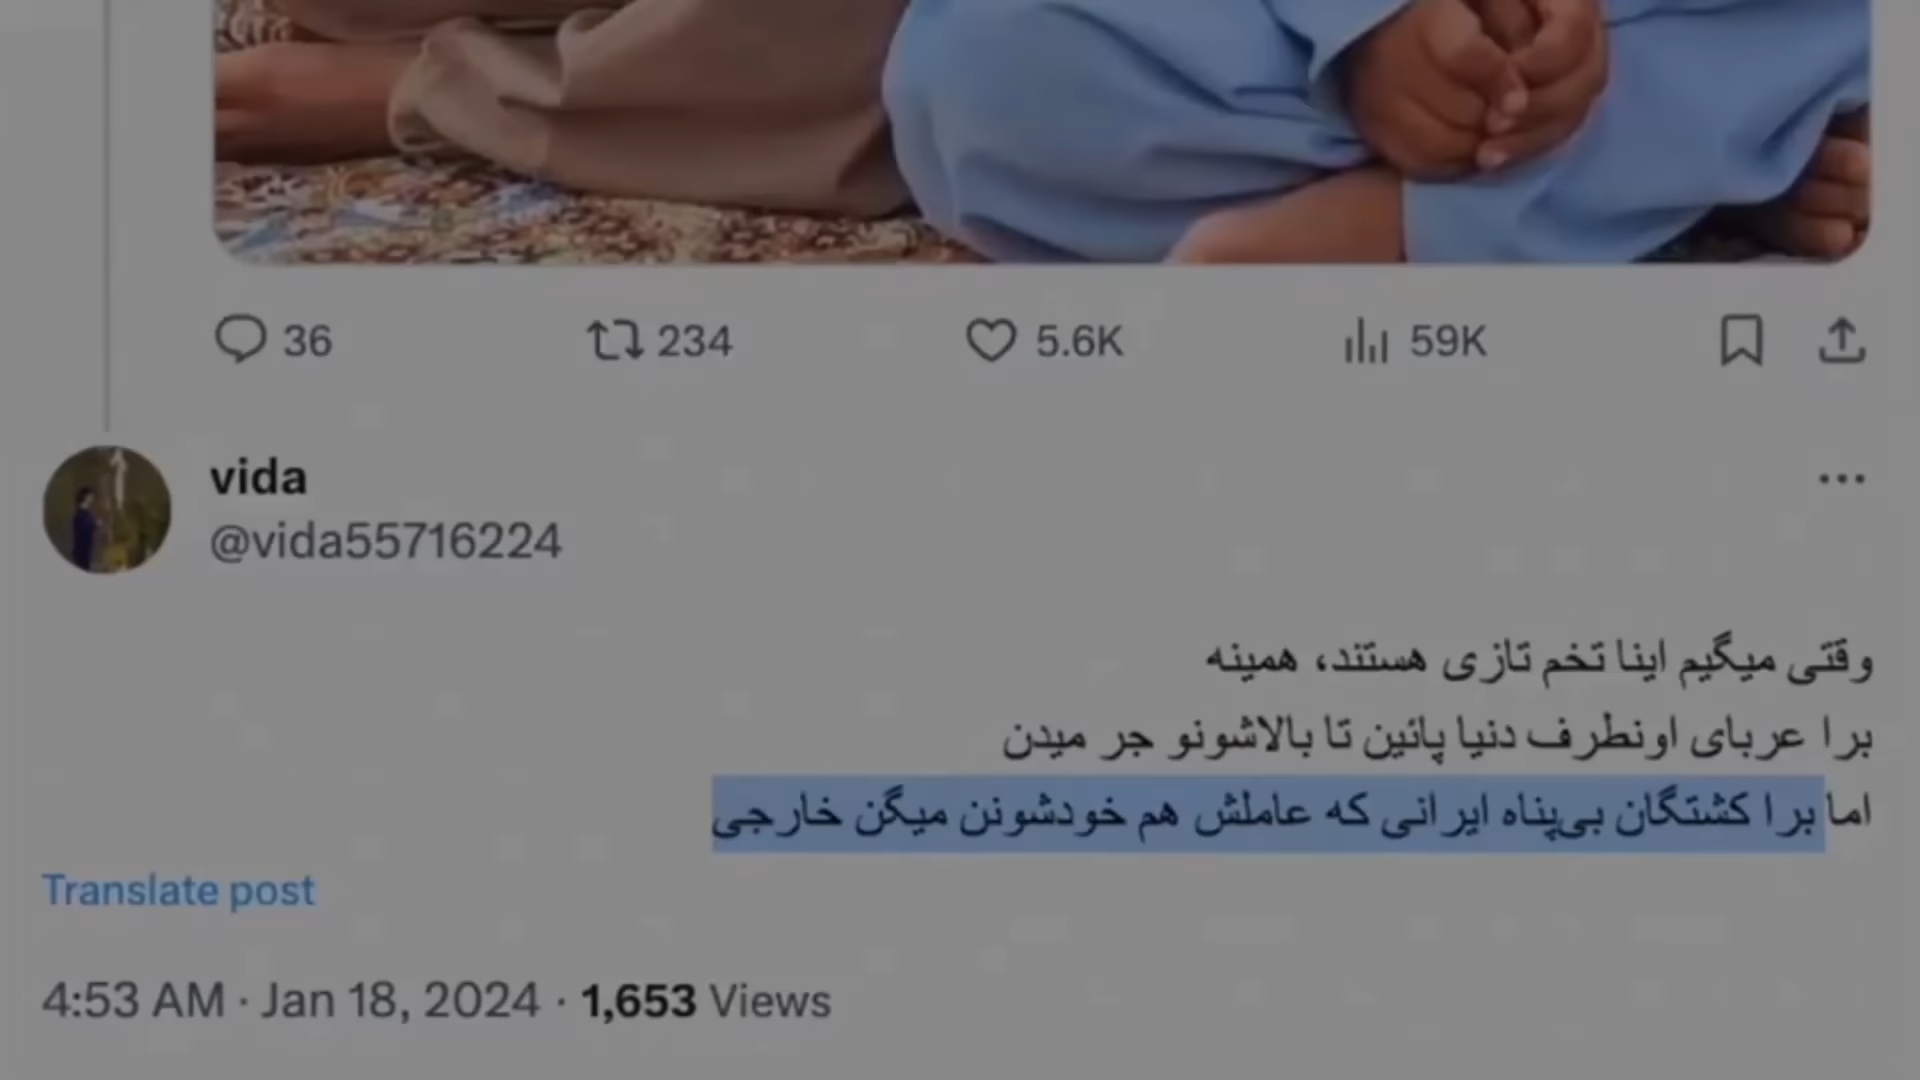 36 234 5.6K 59K
vida
@vida55716224
وقتی میگیم اینا تخم تازی هستند، همینه
برا عربای اونطرف دنیا پائین تا بالاشونو جر میدن
اما برا کشتگان بی‌پناه ایرانی که عاملش هم خودشونن میگن خارجی
Translate post
4:53 AM · Jan 18, 2024 · 1,653 Views